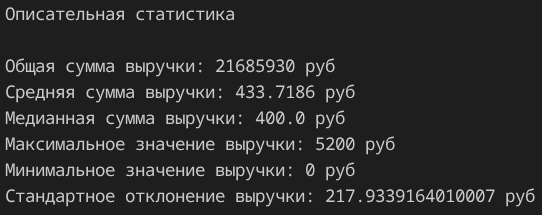 Описательная статистика
Общая сумма выручки: 21685930 руб
Средняя сумма выручки: 433.7186 руб
Медианная сумма выручки: 400.0 руб
Максимальное значение выручки: 5200 руб
Минимальное значение выручки: 0 руб
Стандартное отклонение выручки: 217.9339164010007 руб